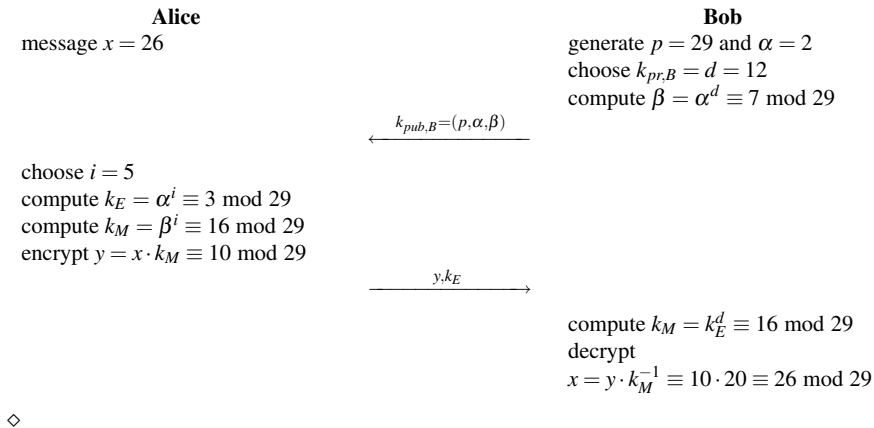 Alice Bob
message x = 26 generate p = 29 and α = 2
choose k_{pr,B} = d = 12
compute β = α^d ≡ 7 mod 29
k_{pub,B}=(p,α,β)
choose i = 5
compute k_E = α^i ≡ 3 mod 29
compute k_M = β^i ≡ 16 mod 29
encrypt y = x · k_M ≡ 10 mod 29
y,k_E
compute k_M = k_E^d ≡ 16 mod 29
decrypt
x = y · k_M^{-1} ≡ 10 · 20 ≡ 26 mod 29
⋄